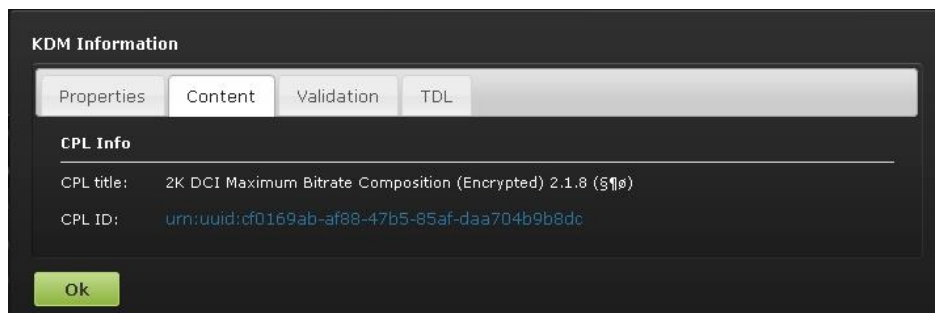 KDM Information
Properties Content Validation TDL
CPL Info
CPL title: 2K DCI Maximum Bitrate Composition (Encrypted) 2.1.8 (§¶ø)
CPL ID: urn:uuid:cf0169ab-af88-47b5-85af-daa704b9b8dc
Ok